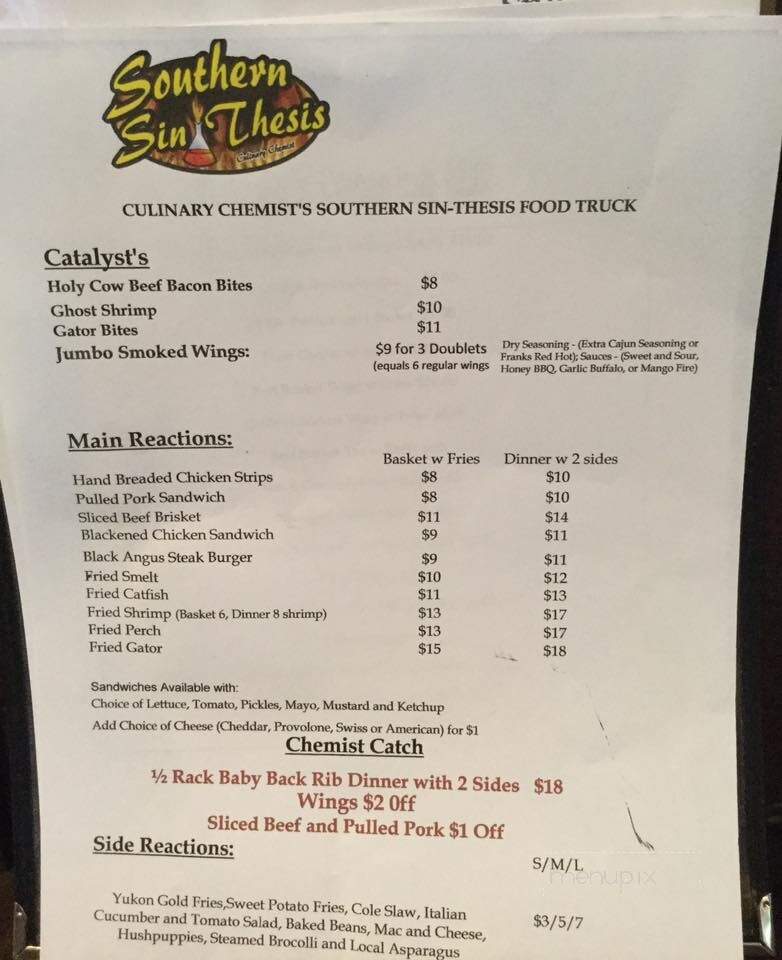 Southern
Sin Thesis
Culinary Chemist
CULINARY CHEMIST'S SOUTHERN SIN-THESIS FOOD TRUCK
Catalyst's
Holy Cow Beef Bacon Bites $8
Ghost Shrimp $10
Gator Bites $11
Jumbo Smoked Wings: $9 for 3 Doublets
(equals 6 regular wings
Dry Seasoning - (Extra Cajun Seasoning or
Franks Red Hot); Sauces - (Sweet and Sour,
Honey BBQ, Garlic Buffalo, or Mango Fire)
Main Reactions:
Basket w Fries Dinner w 2 sides
Hand Breaded Chicken Strips $8 $10
Pulled Pork Sandwich $8 $10
Sliced Beef Brisket $11 $14
Blackened Chicken Sandwich $9 $11
Black Angus Steak Burger $9 $11
Fried Smelt $10 $12
Fried Catfish $11 $13
Fried Shrimp (Basket 6, Dinner 8 shrimp) $13 $17
Fried Perch $13 $17
Fried Gator $15 $18
Sandwiches Available with:
Choice of Lettuce, Tomato, Pickles, Mayo, Mustard and Ketchup
Add Choice of Cheese (Cheddar, Provolone, Swiss or American) for $1
Chemist Catch
½ Rack Baby Back Rib Dinner with 2 Sides $18
Wings $2 0ff
Sliced Beef and Pulled Pork $1 Off
Side Reactions:
S/M/L
menupix
Yukon Gold Fries,Sweet Potato Fries, Cole Slaw, Italian
Cucumber and Tomato Salad, Baked Beans, Mac and Cheese, $3/5/7
Hushpuppies, Steamed Brocolli and Local Asparagus